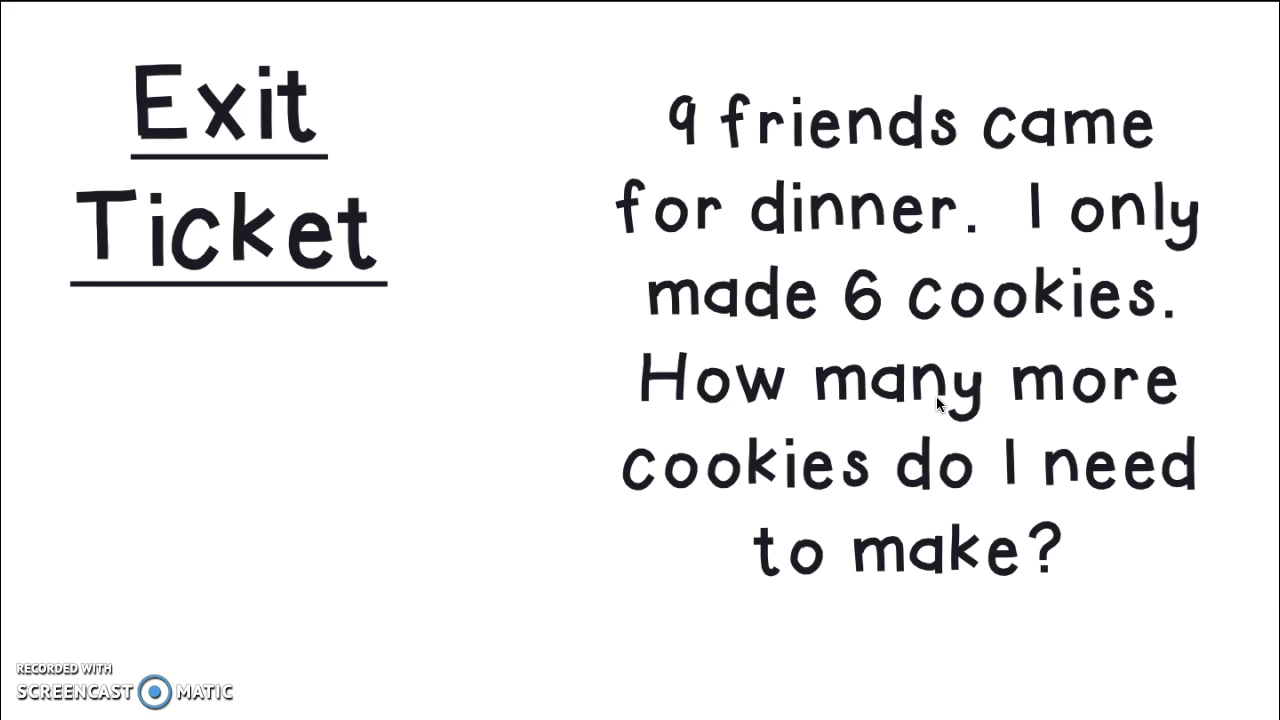 Exit
Ticket
9 friends came
for dinner. I only
made 6 cookies.
How many more
cookies do I need
to make?
RECORDED WITH
SCREENCAST MATIC